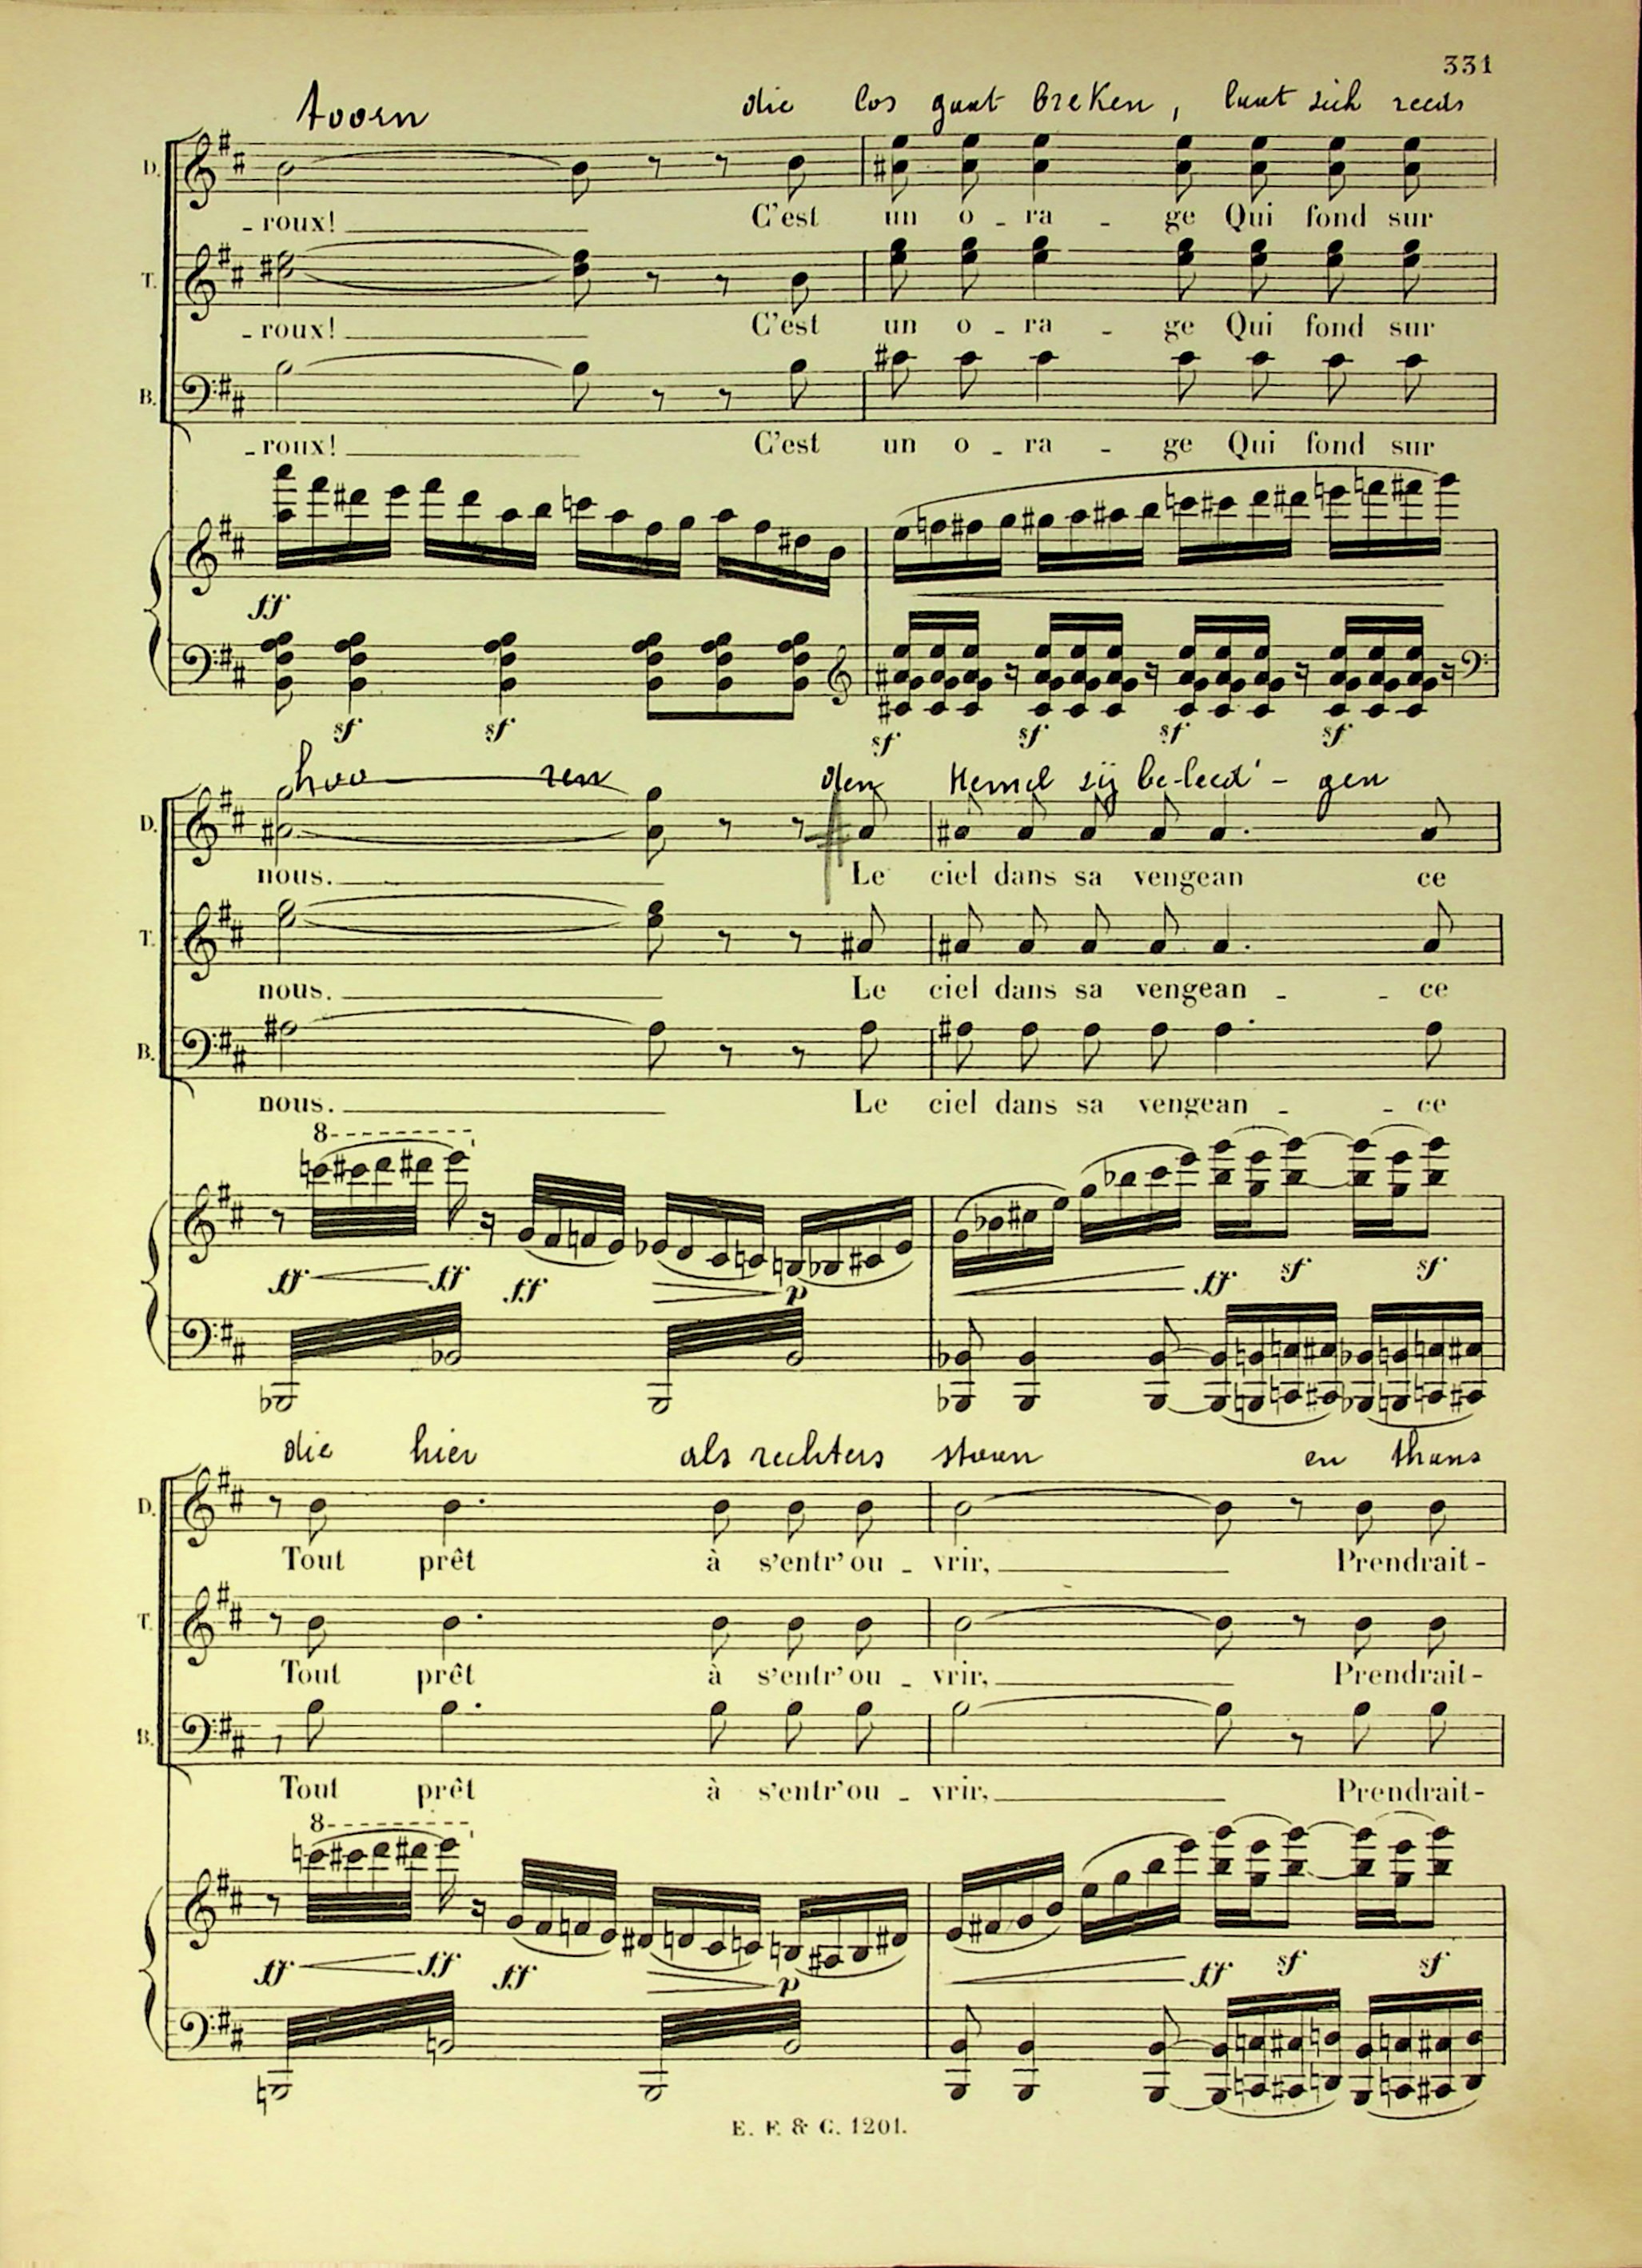 331
toorn die los gaat breken, laat zich reeds
D.
- roux! C'est un o - ra - ge Qui fond sur
T.
- roux! C'est un o - ra - ge Qui fond sur
B.
- roux! C'est un o - ra - ge Qui fond sur
ff
sf sf sf sf sf sf
hoo ren den Hemel zij be-leed' - gen
D.
nous. Le ciel dans sa vengean ce
T.
nous. Le ciel dans sa vengean - - ce
B.
nous. Le ciel dans sa vengean - - ce
8
ff ff ff p ff sf sf
die hier als rechters staan en thans
D.
Tout prêt à s'entr'ou - vrir, Prendrait-
T.
Tout prêt à s'entr'ou - vrir, Prendrait-
B.
Tout prêt à s'entr'ou - vrir, Prendrait-
8
ff ff ff p ff sf sf
E. F. & C. 1201.